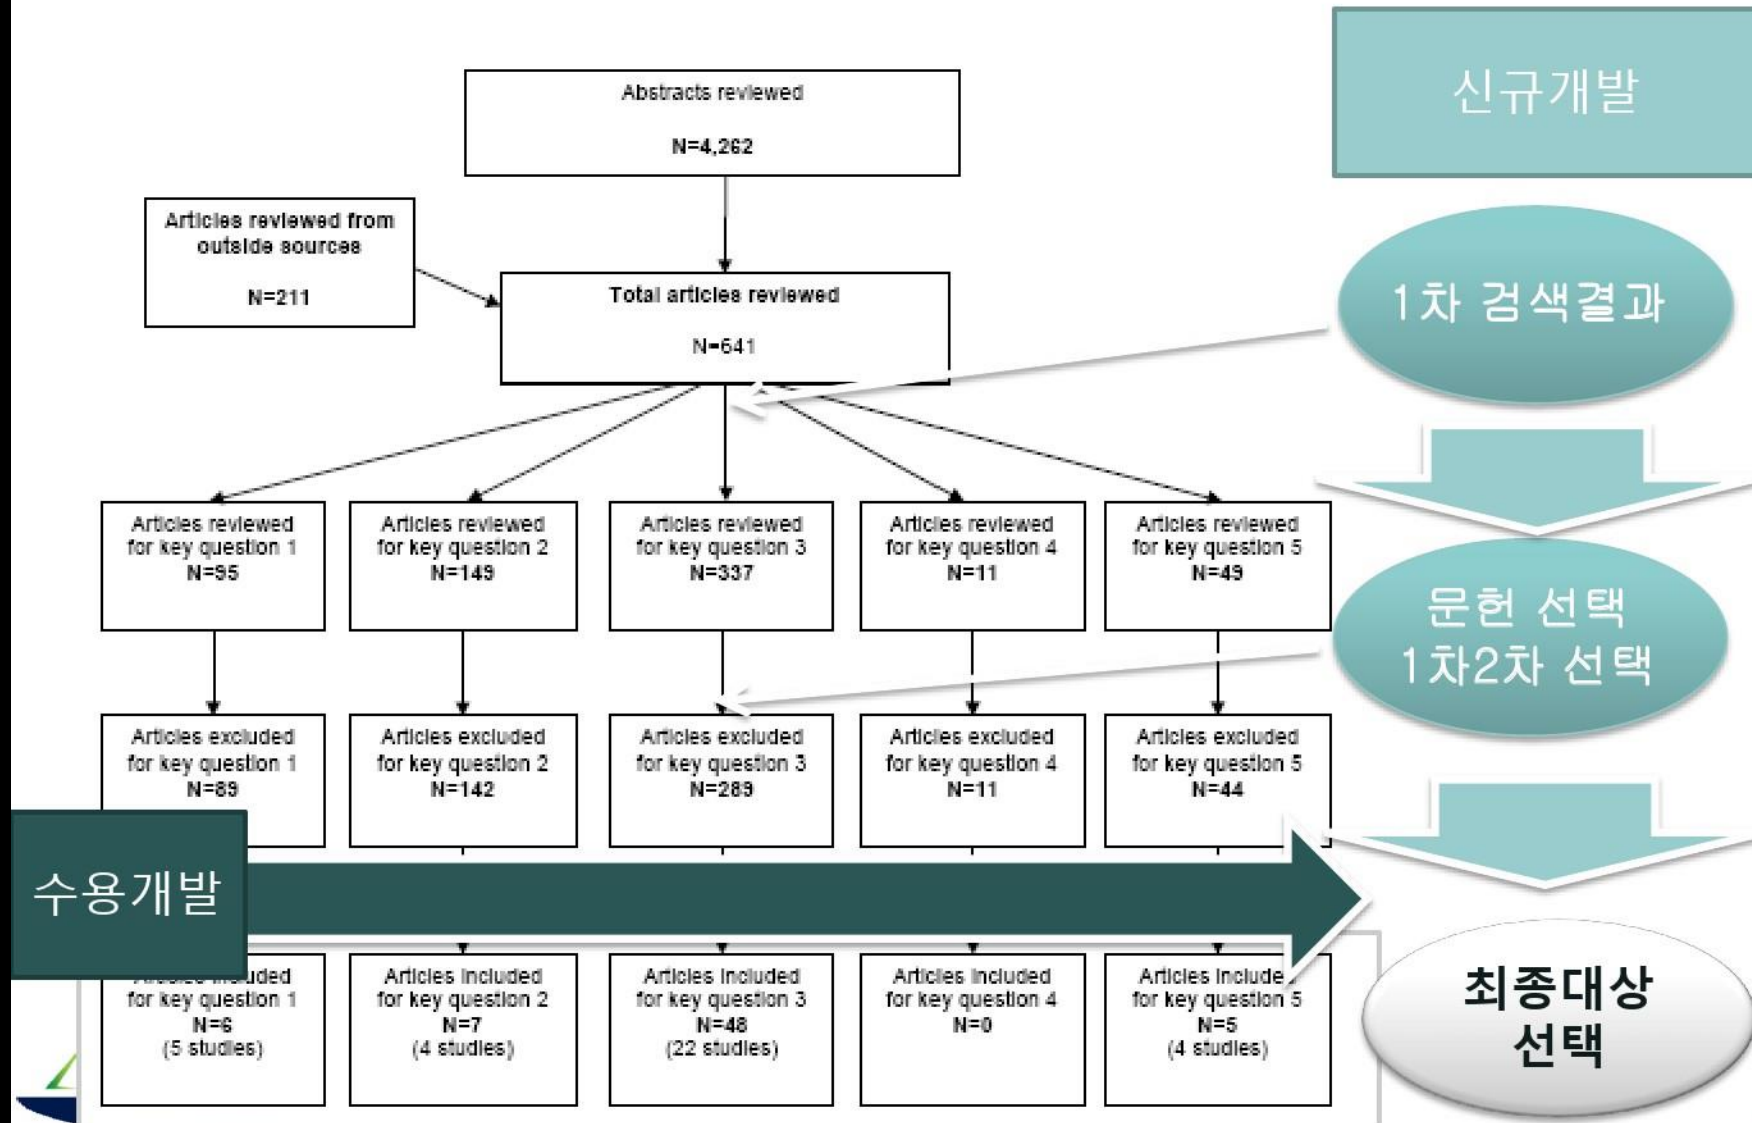 신규개발
Abstracts reviewed
N=4,262
Articles reviewed from
outside sources
N=211
Total articles reviewed
N=641
1차 검색결과
Articles reviewed
for key question 1
N=95
Articles reviewed
for key question 2
N=149
Articles reviewed
for key question 3
N=337
Articles reviewed
for key question 4
N=11
Articles reviewed
for key question 5
N=49
문헌 선택
1차2차 선택
Articles excluded
for key question 1
N=89
Articles excluded
for key question 2
N=142
Articles excluded
for key question 3
N=289
Articles excluded
for key question 4
N=11
Articles excluded
for key question 5
N=44
수용개발
for key question 1
N=6
(5 studies)
Articles included
for key question 2
N=7
(4 studies)
Articles included
for key question 3
N=48
(22 studies)
Articles included
for key question 4
N=0
Articles include
for key question 5
N=5
(4 studies)
최종대상
선택